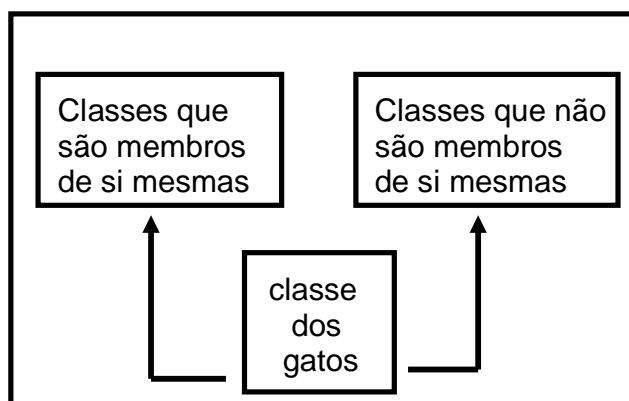 Classes que
são membros
de si mesmas
Classes que não
são membros
de si mesmas
classe
dos
gatos